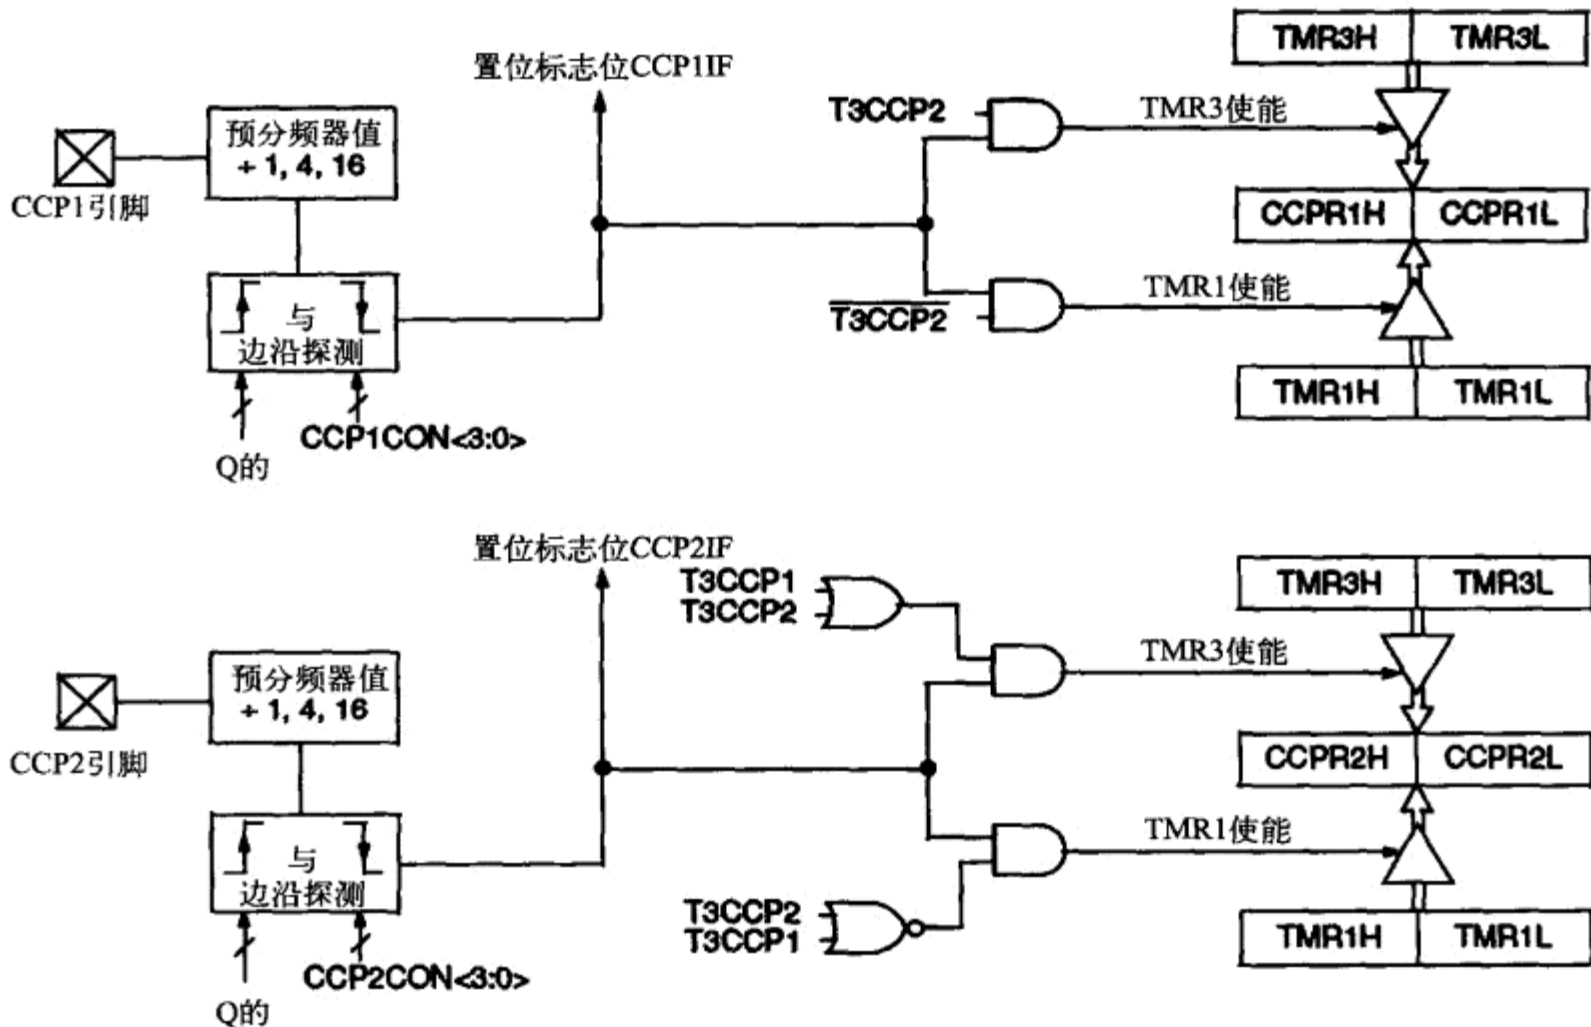 置位标志位CCP1IF
TMR3H TMR3L
T3CCP2
TMR3使能
预分频器值
÷ 1, 4, 16
CCP1引脚
CCPR1H CCPR1L
与
边沿探测
T3CCP2
TMR1使能
TMR1H TMR1L
CCP1CON<3:0>
Q的
置位标志位CCP2IF
T3CCP1
T3CCP2
TMR3H TMR3L
TMR3使能
预分频器值
÷ 1, 4, 16
CCP2引脚
CCPR2H CCPR2L
与
边沿探测
TMR1使能
T3CCP2
T3CCP1
TMR1H TMR1L
CCP2CON<3:0>
Q的